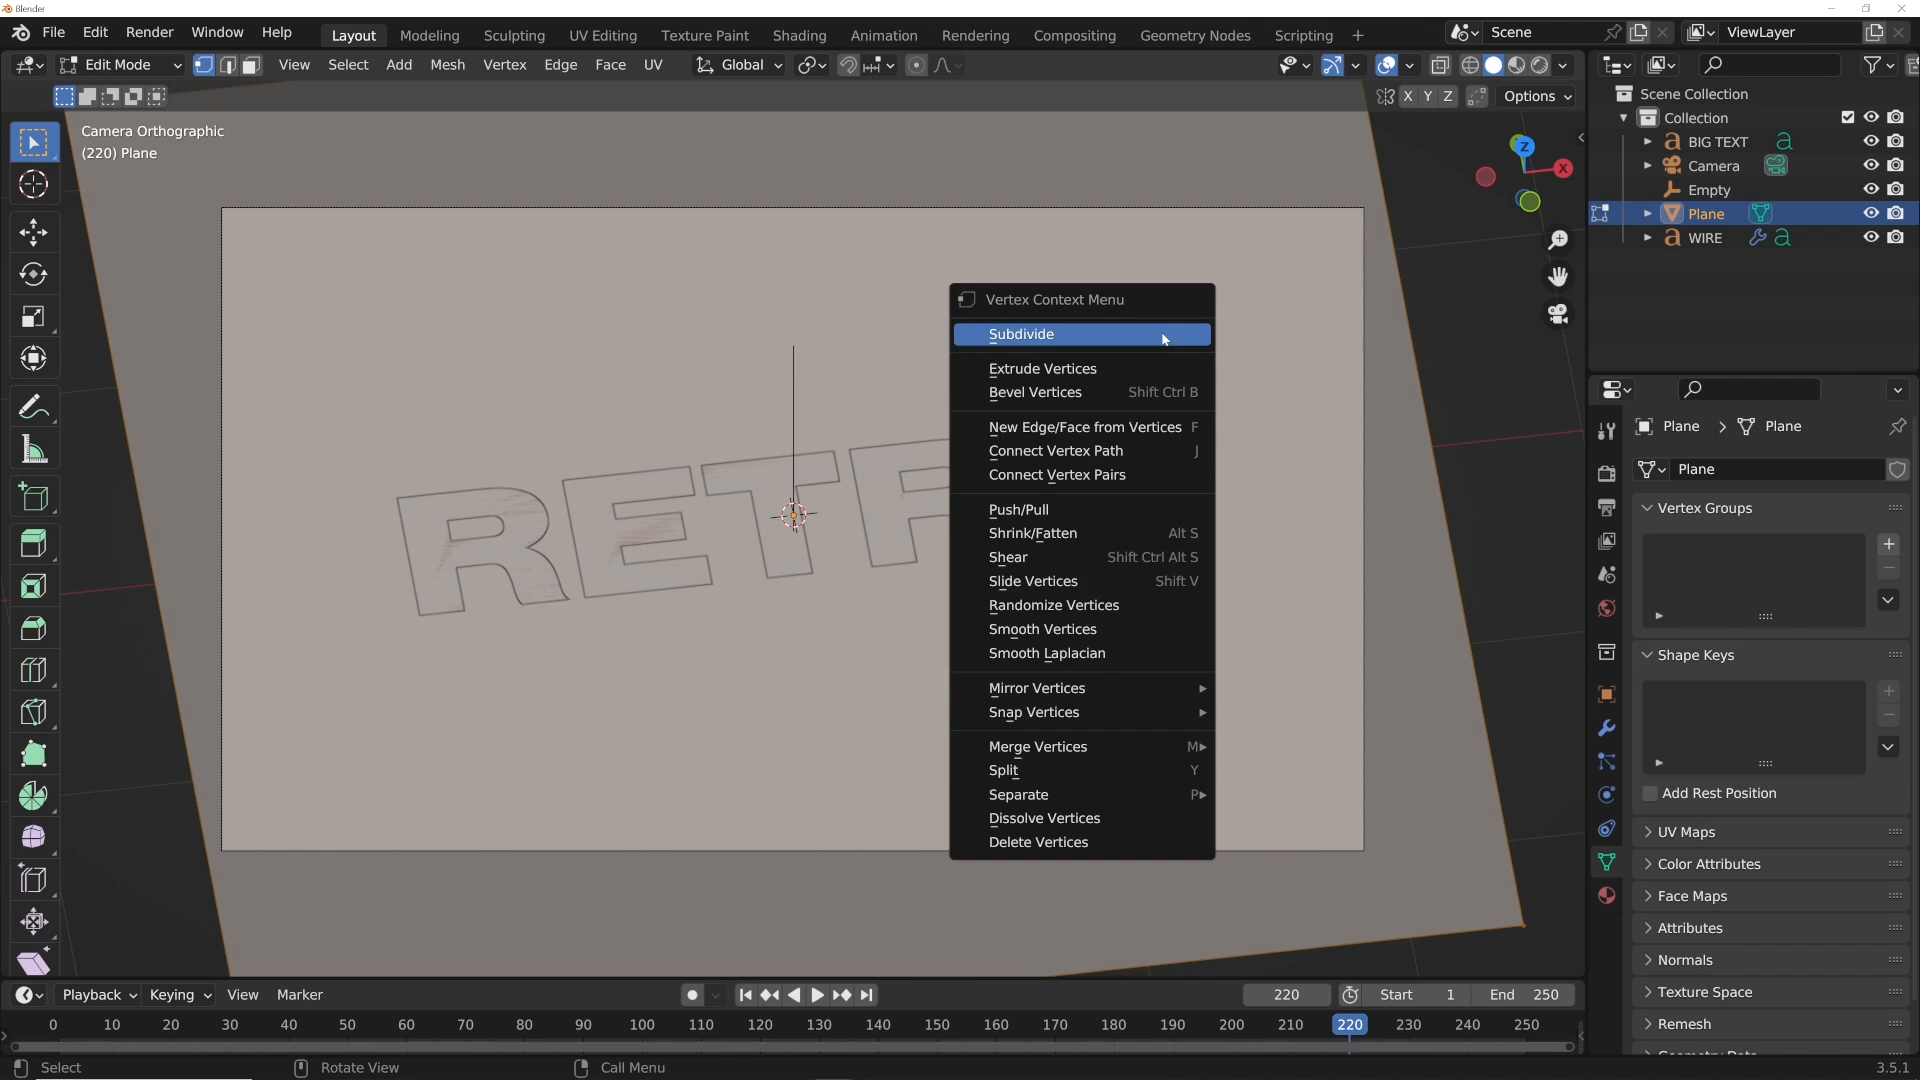 Blender
File Edit Render Window Help Layout Modeling Sculpting UV Editing Texture Paint Shading Animation Rendering Compositing Geometry Nodes Scripting + Scene ViewLayer
Edit Mode View Select Add Mesh Vertex Edge Face UV Global
X Y Z Options
Camera Orthographic
(220) Plane
Z
X
Scene Collection
Collection
BIG TEXT
Camera
Empty
Plane
WIRE
Vertex Context Menu
Subdivide
Extrude Vertices
Bevel Vertices Shift Ctrl B
New Edge/Face from Vertices F
Connect Vertex Path J
Connect Vertex Pairs
Push/Pull
Shrink/Fatten Alt S
Shear Shift Ctrl Alt S
Slide Vertices Shift V
Randomize Vertices
Smooth Vertices
Smooth Laplacian
Mirror Vertices
Snap Vertices
Merge Vertices M
Split Y
Separate P
Dissolve Vertices
Delete Vertices
RET
Plane > Plane
Plane
Vertex Groups
Shape Keys
Add Rest Position
UV Maps
Color Attributes
Face Maps
Attributes
Normals
Texture Space
Remesh
Playback Keying View Marker 220 Start 1 End 250
0 10 20 30 40 50 60 70 80 90 100 110 120 130 140 150 160 170 180 190 200 210 220 230 240 250
Select Rotate View Call Menu 3.5.1